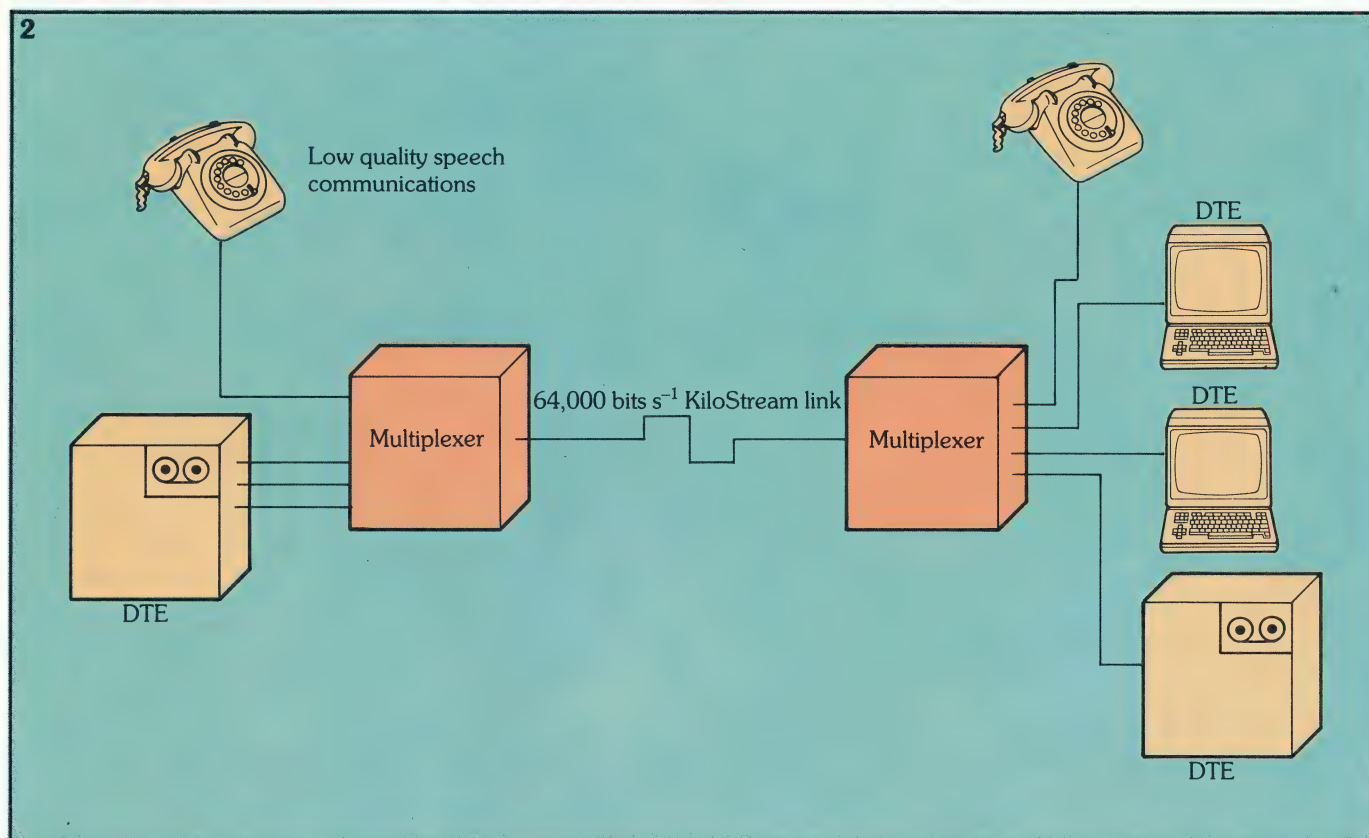 2
Low quality speech
communications
DTE
DTE
64,000 bits s⁻¹ KiloStream link
Multiplexer
Multiplexer
DTE
DTE